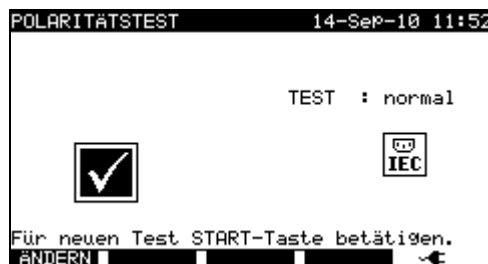 POLARITÄTSTEST 14-Sep-10 11:52
TEST : normal
IEC
Für neuen Test START-Taste betätigen.
ÄNDERN